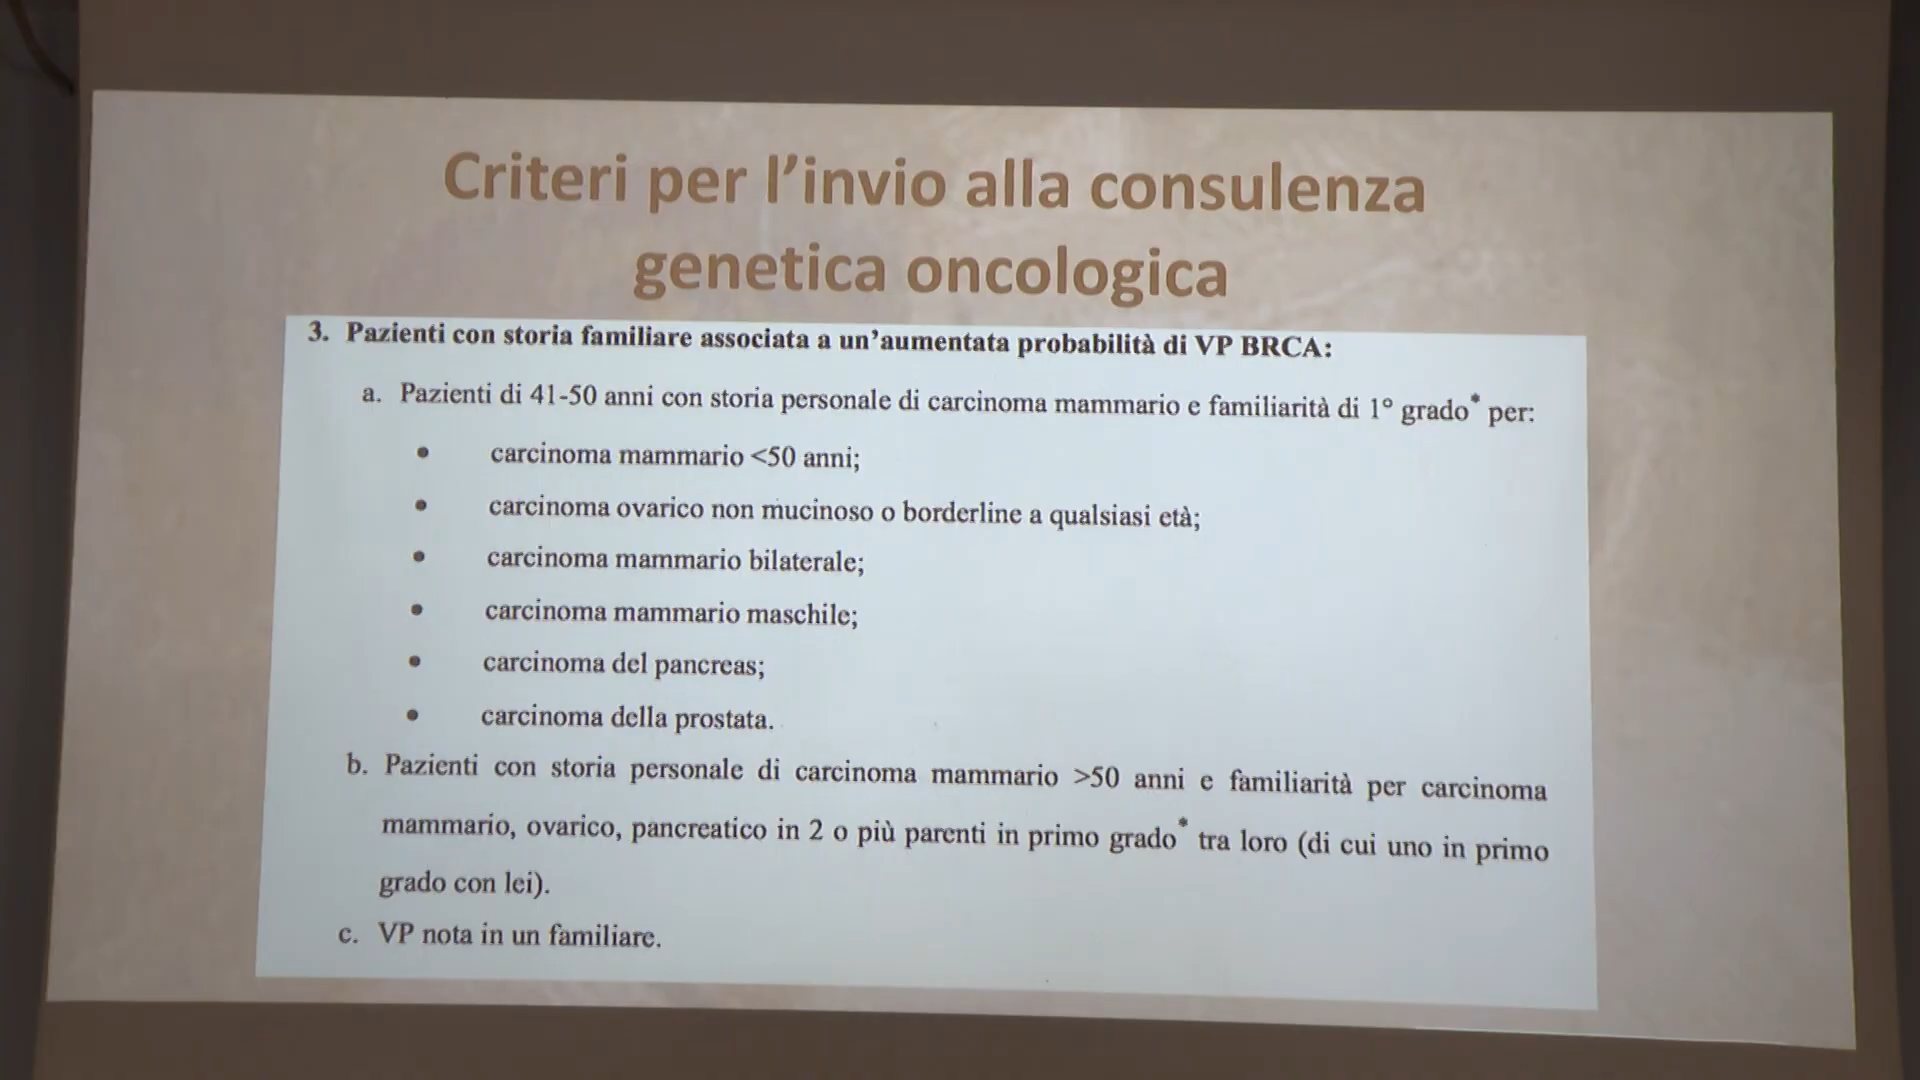 Criteri per l'invio alla consulenza
genetica oncologica
3. Pazienti con storia familiare associata a un'aumentata probabilità di VP BRCA:
a. Pazienti di 41-50 anni con storia personale di carcinoma mammario e familiarità di 1° grado* per:
• carcinoma mammario <50 anni;
• carcinoma ovarico non mucinoso o borderline a qualsiasi età;
• carcinoma mammario bilaterale;
• carcinoma mammario maschile;
• carcinoma del pancreas;
• carcinoma della prostata.
b. Pazienti con storia personale di carcinoma mammario >50 anni e familiarità per carcinoma
mammario, ovarico, pancreatico in 2 o più parenti in primo grado* tra loro (di cui uno in primo
grado con lei).
c. VP nota in un familiare.